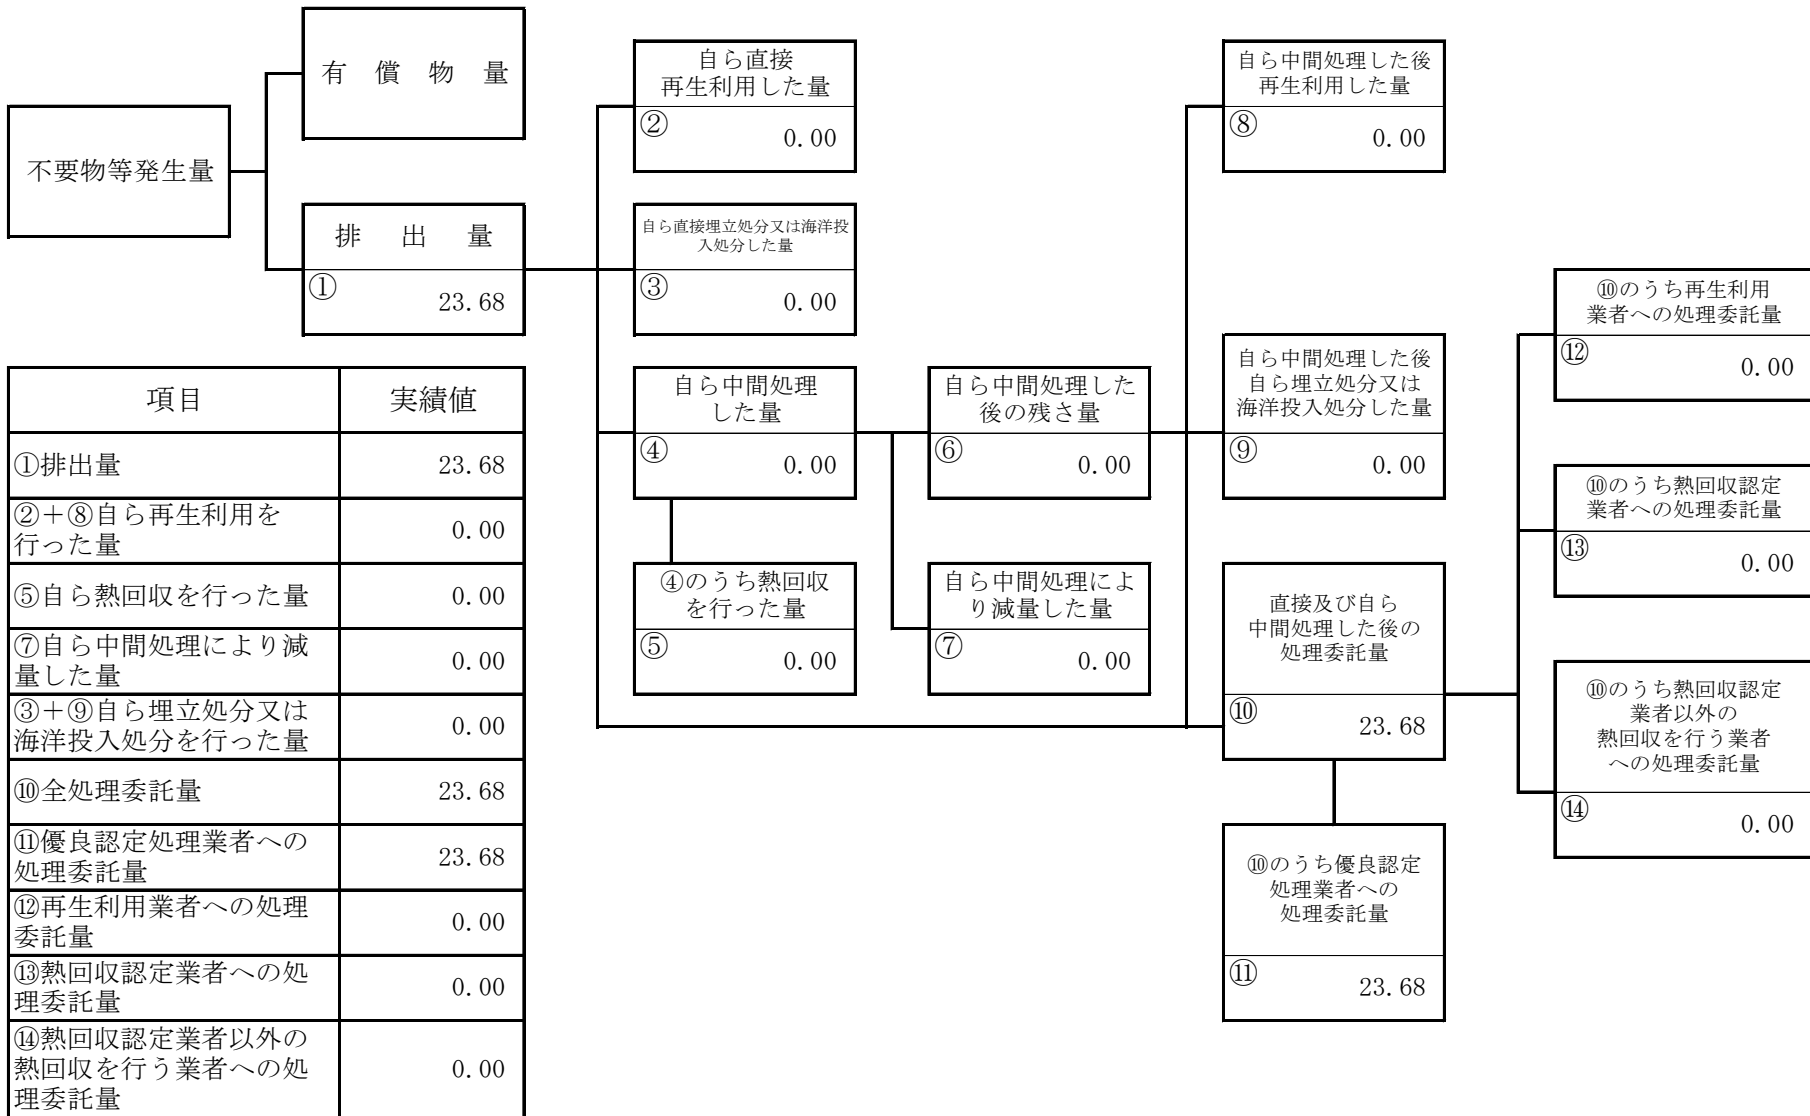 有償物量
不要物等発生量
排出量
①
23.68
自ら直接
再生利用した量
②
0.00
自ら直接埋立処分又は海洋投
入処分した量
③
0.00
自ら中間処理
した量
④
0.00
④のうち熱回収
を行った量
⑤
0.00
自ら中間処理した
後の残さ量
⑥
0.00
自ら中間処理によ
り減量した量
⑦
0.00
自ら中間処理した後
再生利用した量
⑧
0.00
自ら中間処理した後
自ら埋立処分又は
海洋投入処分した量
⑨
0.00
直接及び自ら
中間処理した後の
処理委託量
⑩
23.68
⑩のうち優良認定
処理業者への
処理委託量
⑪
23.68
⑩のうち再生利用
業者への処理委託量
⑫
0.00
⑩のうち熱回収認定
業者への処理委託量
⑬
0.00
⑩のうち熱回収認定
業者以外の
熱回収を行う業者
への処理委託量
⑭
0.00
項目 実績値
①排出量 23.68
②＋⑧自ら再生利用を
行った量 0.00
⑤自ら熱回収を行った量 0.00
⑦自ら中間処理により減
量した量 0.00
③＋⑨自ら埋立処分又は
海洋投入処分を行った量 0.00
⑩全処理委託量 23.68
⑪優良認定処理業者への
処理委託量 23.68
⑫再生利用業者への処理
委託量 0.00
⑬熱回収認定業者への処
理委託量 0.00
⑭熱回収認定業者以外の
熱回収を行う業者への処
理委託量 0.00